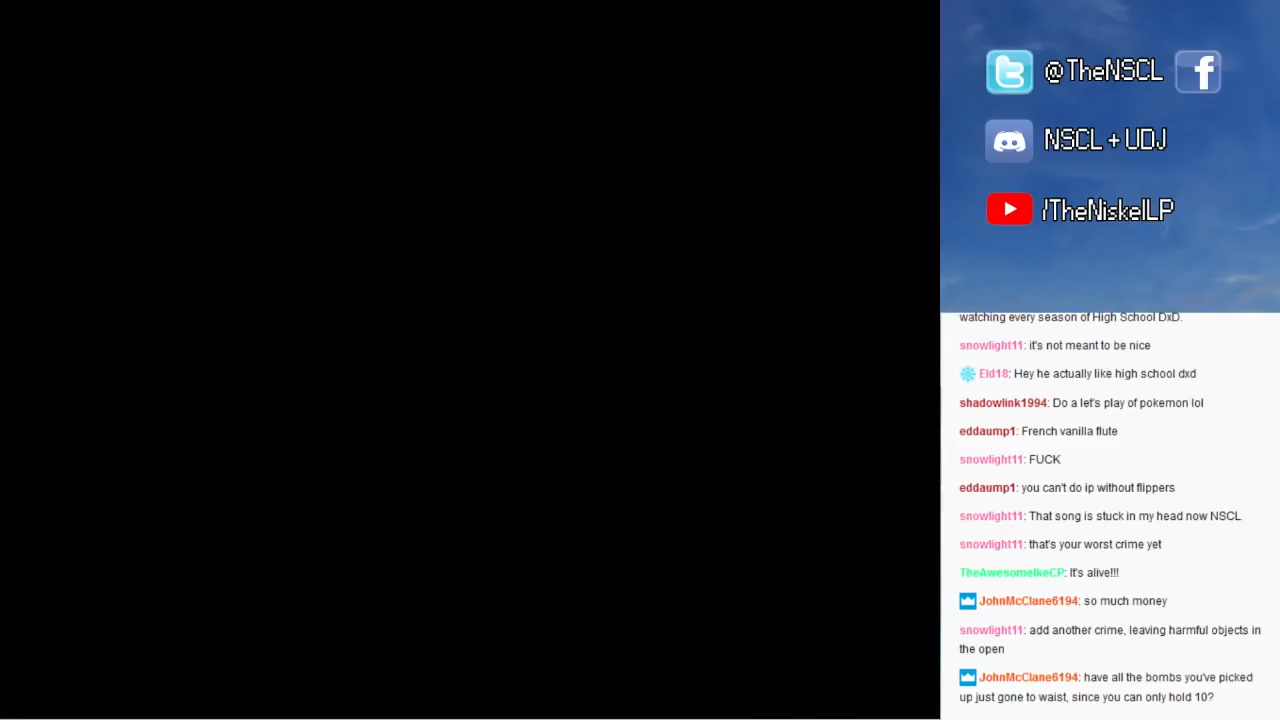 @TheNSCL
NSCL + UDJ
/TheNiskelLP
watching every season of High School DxD.
snowlight11: it's not meant to be nice
Eld18: Hey he actually like high school dxd
shadowlink1994: Do a let's play of pokemon lol
eddaump1: French vanilla flute
snowlight11: FUCK
eddaump1: you can't do ip without flippers
snowlight11: That song is stuck in my head now NSCL
snowlight11: that's your worst crime yet
TheAwesomeIkeCP: It's alive!!!
JohnMcClane6194: so much money
snowlight11: add another crime, leaving harmful objects in
the open
JohnMcClane6194: have all the bombs you've picked
up just gone to waist, since you can only hold 10?